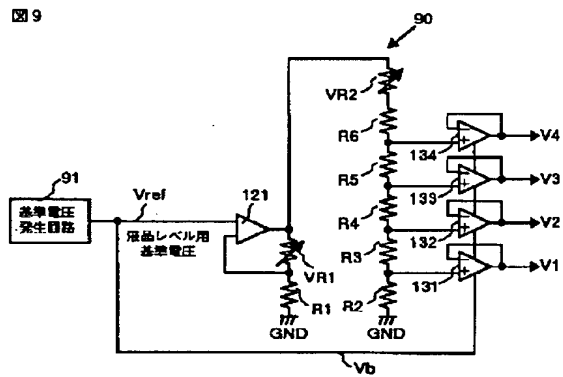 図9
90
VR2
R6
134
V4
R5
133
V3
91
基準電圧
発生回路
Vref
121
液晶レベル用
基準電圧
R4
132
V2
VR1
R3
131
V1
R1
R2
GND
GND
Vb